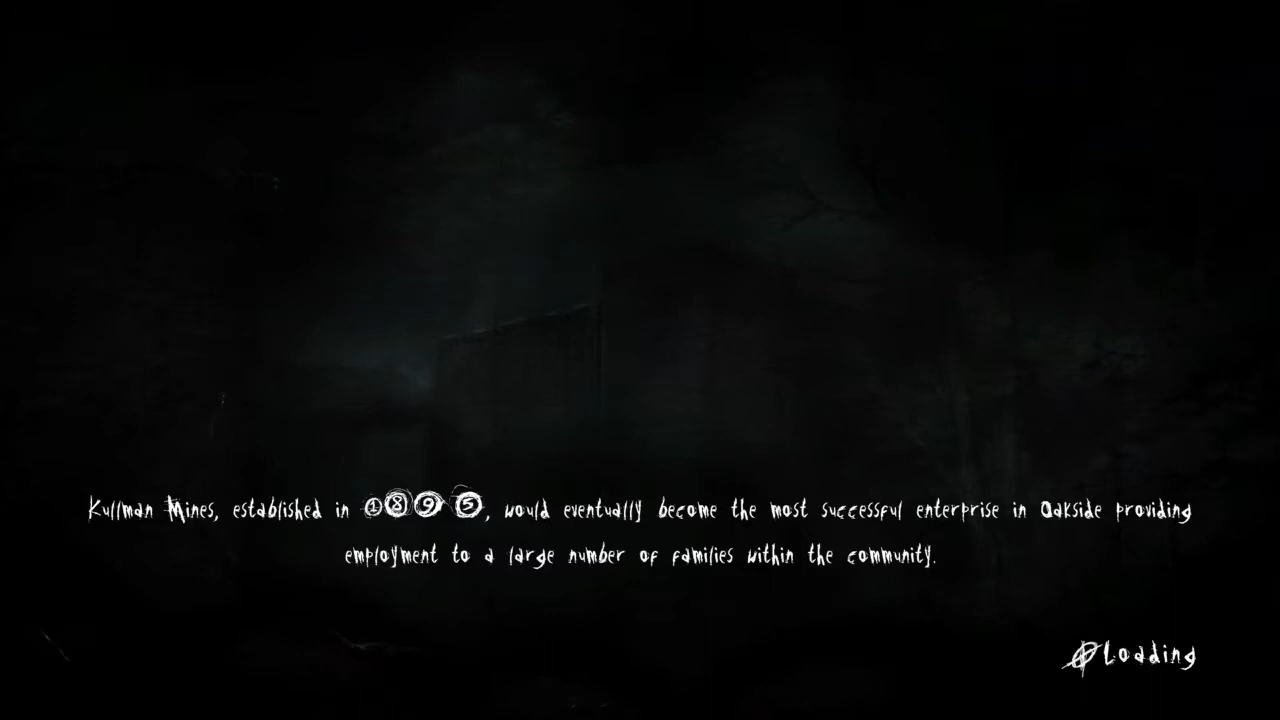 Kullman Mines, established in 1895, would eventually become the most successful enterprise in Oakside providing
employment to a large number of families within the community.
Loading